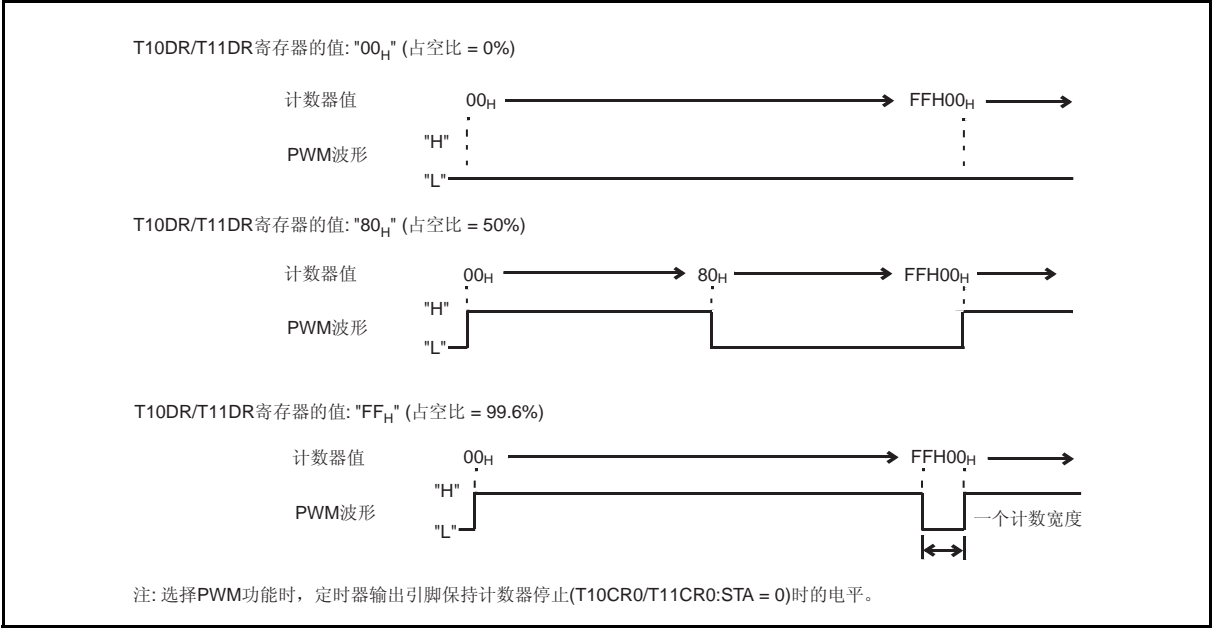 T10DR/T11DR寄存器的值: "00H" (占空比 = 0%)
计数器值 00H FFH00H
PWM波形 "H"
"L"
T10DR/T11DR寄存器的值: "80H" (占空比 = 50%)
计数器值 00H 80H FFH00H
PWM波形 "H"
"L"
T10DR/T11DR寄存器的值: "FFH" (占空比 = 99.6%)
计数器值 00H FFH00H
PWM波形 "H"
"L" 一个计数宽度
注: 选择PWM功能时，定时器输出引脚保持计数器停止(T10CR0/T11CR0:STA = 0)时的电平。